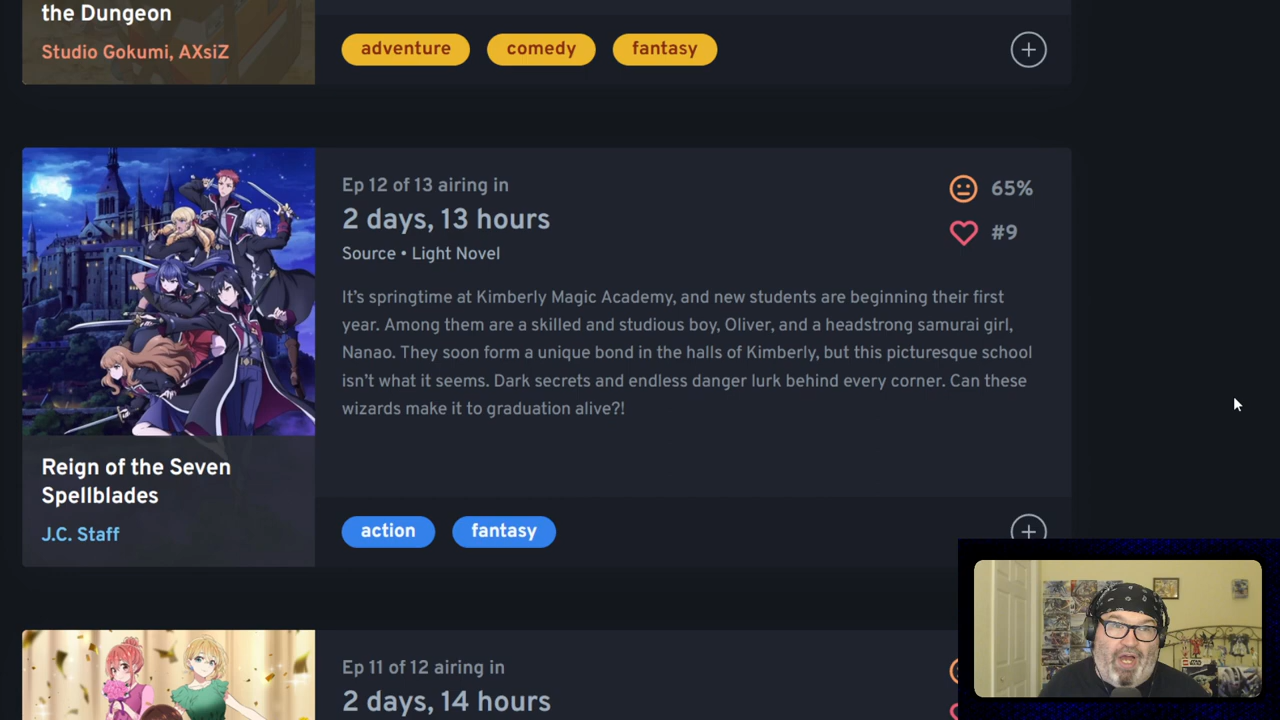 the Dungeon
Studio Gokumi, AXsiZ
adventure
comedy
fantasy
Ep 12 of 13 airing in
2 days, 13 hours
Source • Light Novel
65%
#9
It’s springtime at Kimberly Magic Academy, and new students are beginning their first
year. Among them are a skilled and studious boy, Oliver, and a headstrong samurai girl,
Nanao. They soon form a unique bond in the halls of Kimberly, but this picturesque school
isn’t what it seems. Dark secrets and endless danger lurk behind every corner. Can these
wizards make it to graduation alive?!
Reign of the Seven
Spellblades
J.C. Staff
action
fantasy
Ep 11 of 12 airing in
2 days, 14 hours